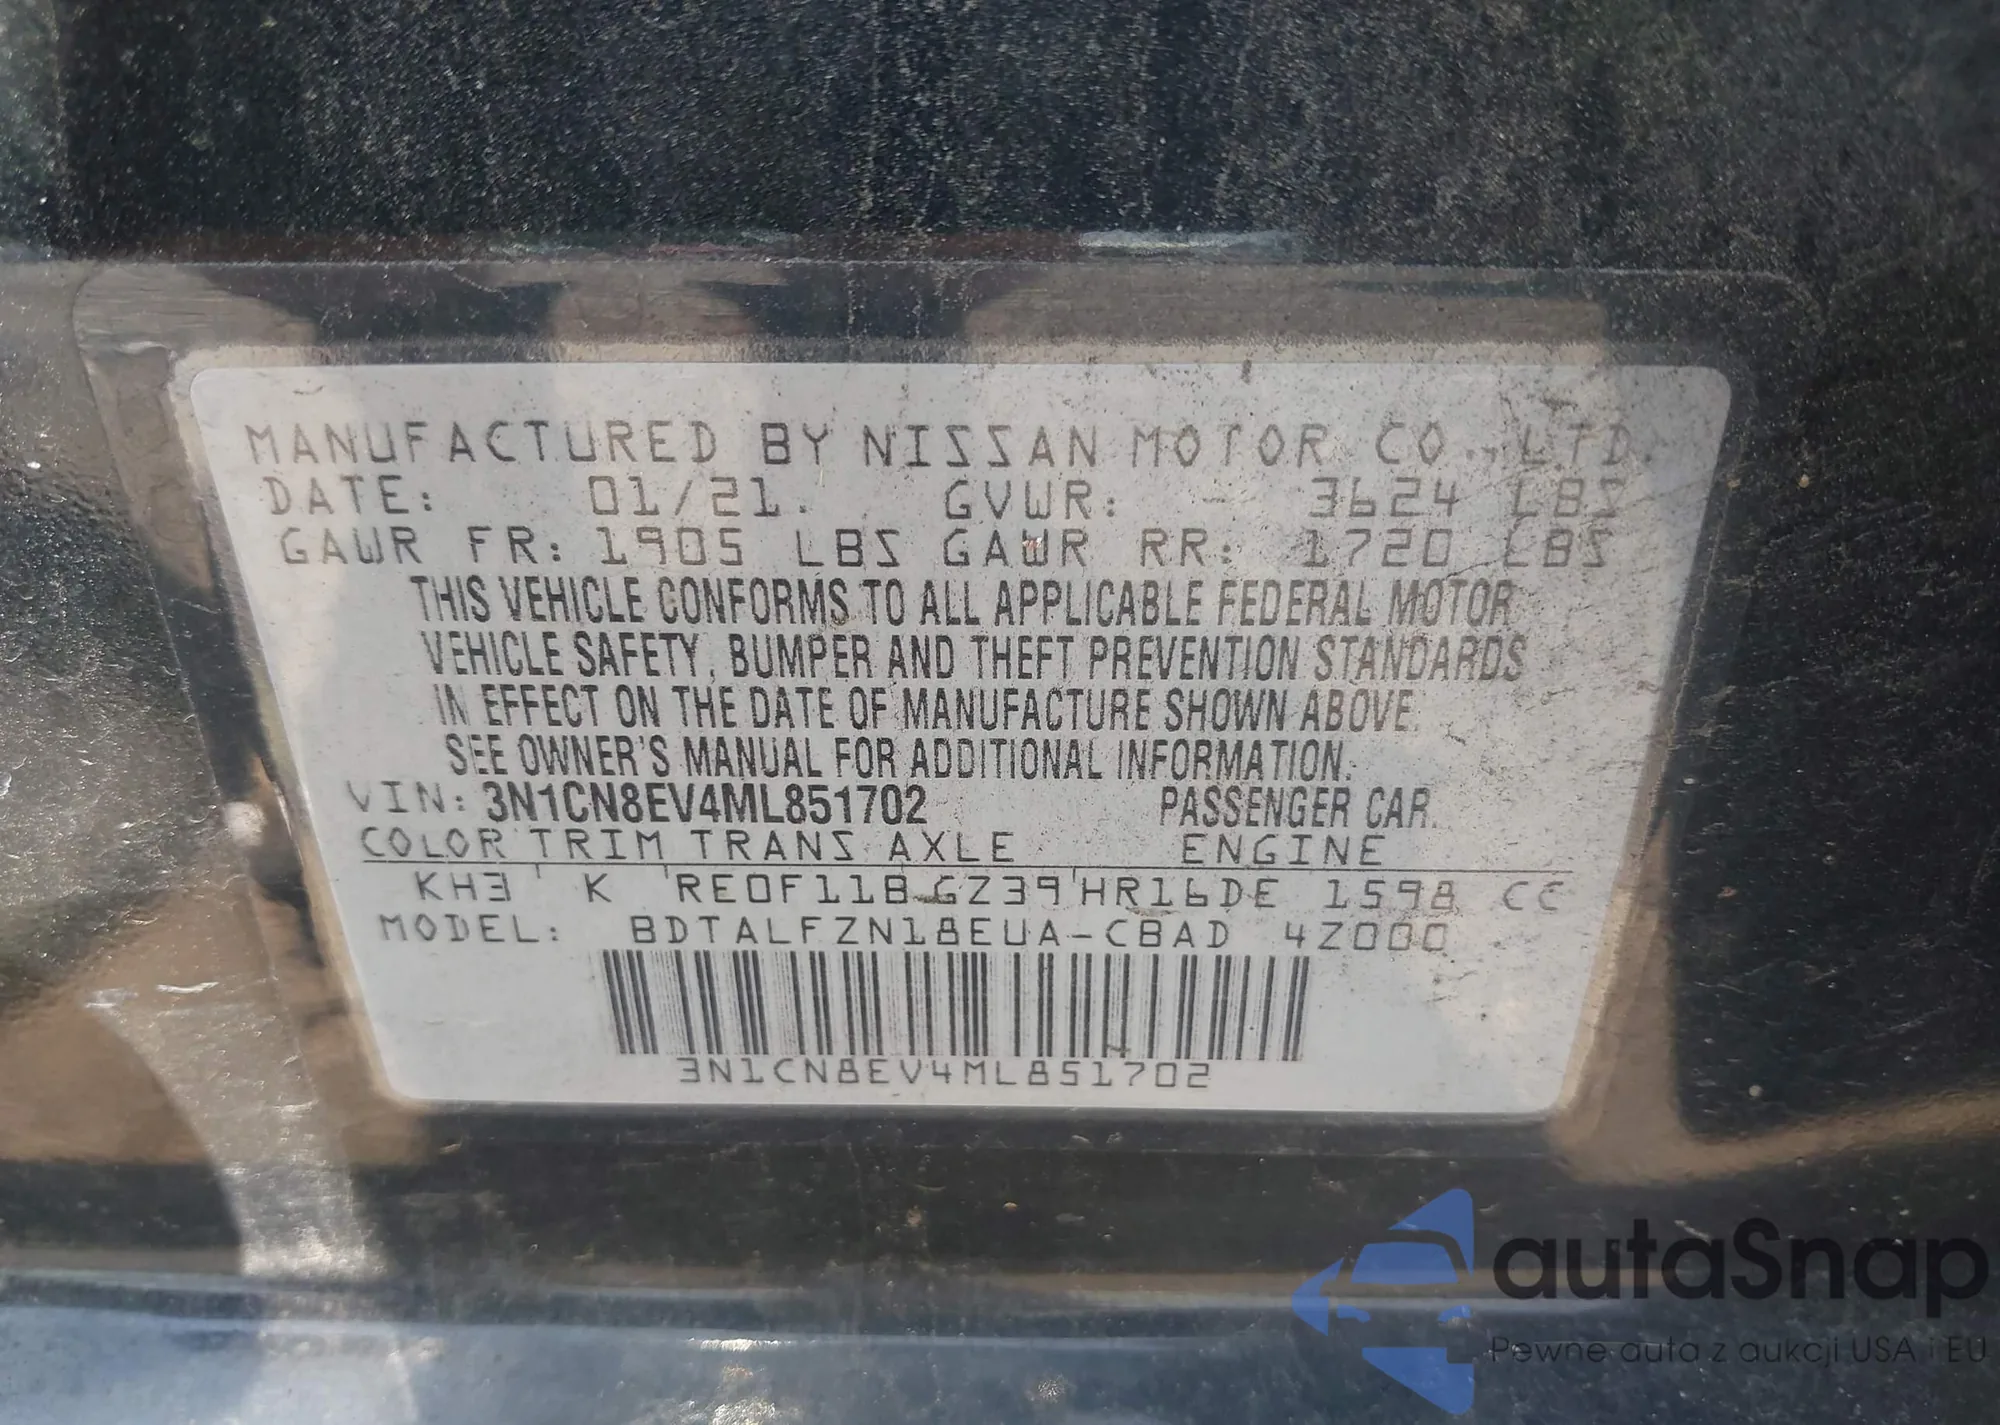 MANUFACTURED BY NISSAN MOTOR CO., LTD.
DATE: 01/21. GVWR: - 3624 LBS
GAWR FR: 1905 LBS GAWR RR: 1720 LBS
THIS VEHICLE CONFORMS TO ALL APPLICABLE FEDERAL MOTOR
VEHICLE SAFETY, BUMPER AND THEFT PREVENTION STANDARDS
IN EFFECT ON THE DATE OF MANUFACTURE SHOWN ABOVE.
SEE OWNER'S MANUAL FOR ADDITIONAL INFORMATION.
VIN: 3N1CN8EV4ML851702 PASSENGER CAR
COLOR TRIM TRANS AXLE ENGINE
KH3 K RE0F11B GZ39 HR16DE 1598 CC
MODEL: BDTALFZN18EUA-CBAD 4Z000
3N1CN8EV4ML851702
autaSnap
Pewne auta z aukcji USA i EU